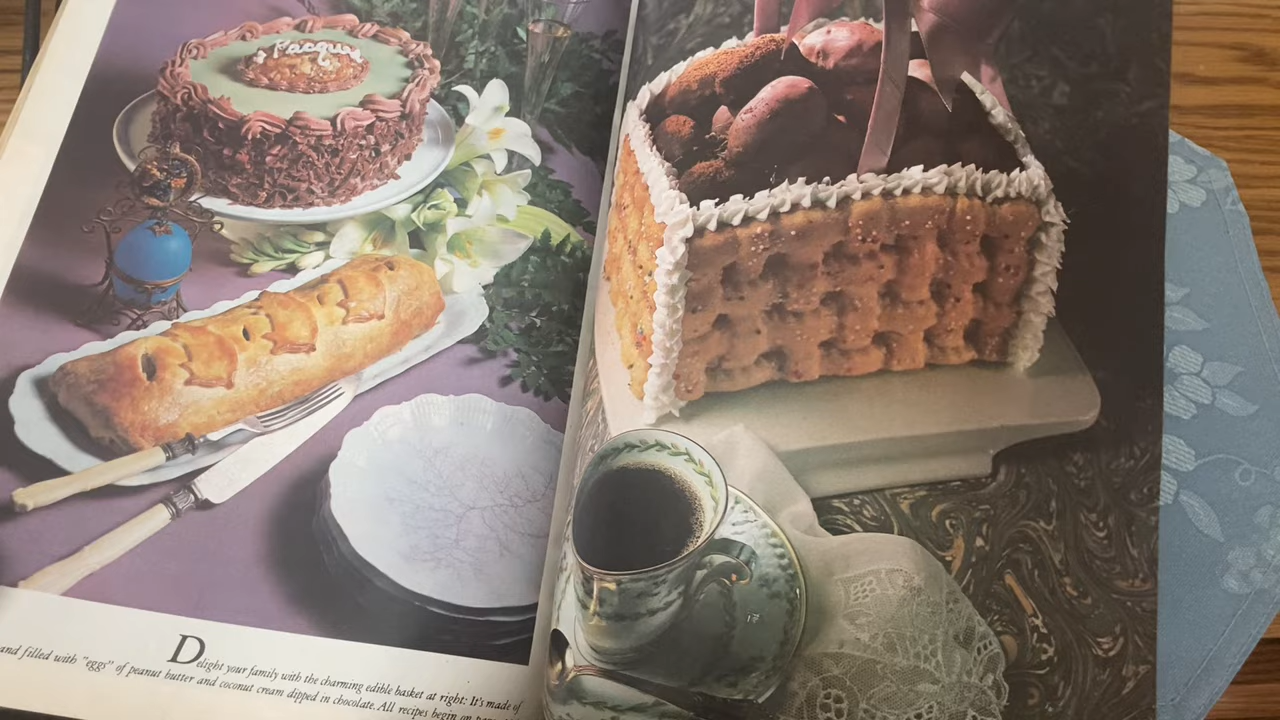 Pacqua
Delight your family with the charming edible basket at right: It's made of
and filled with "eggs" of peanut butter and coconut cream dipped in chocolate. All recipes begin on